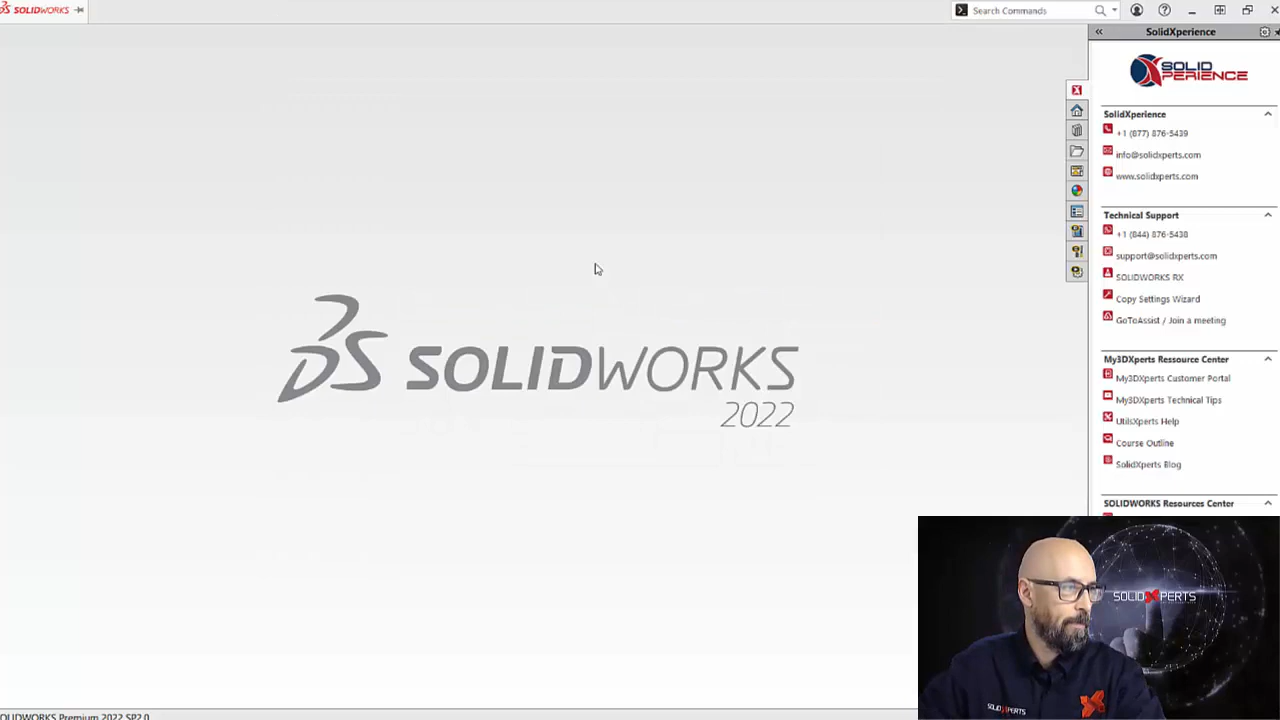 SOLIDWORKS
Search Commands
SolidXperience
SOLID
XPERIENCE
SolidXperience
+1 (877) 876-5439
info@solidxperts.com
www.solidxperts.com
Technical Support
+1 (844) 876-5438
support@solidxperts.com
SOLIDWORKS RX
Copy Settings Wizard
GoToAssist / Join a meeting
My3DXperts Ressource Center
My3DXperts Customer Portal
My3DXperts Technical Tips
UtilsXperts Help
Course Outline
SolidXperts Blog
SOLIDWORKS Resources Center
SOLIDWORKS
2022
SOLIDXPERTS
SOLIDXPERTS
OLIDWORKS Premium 2022 SP2.0